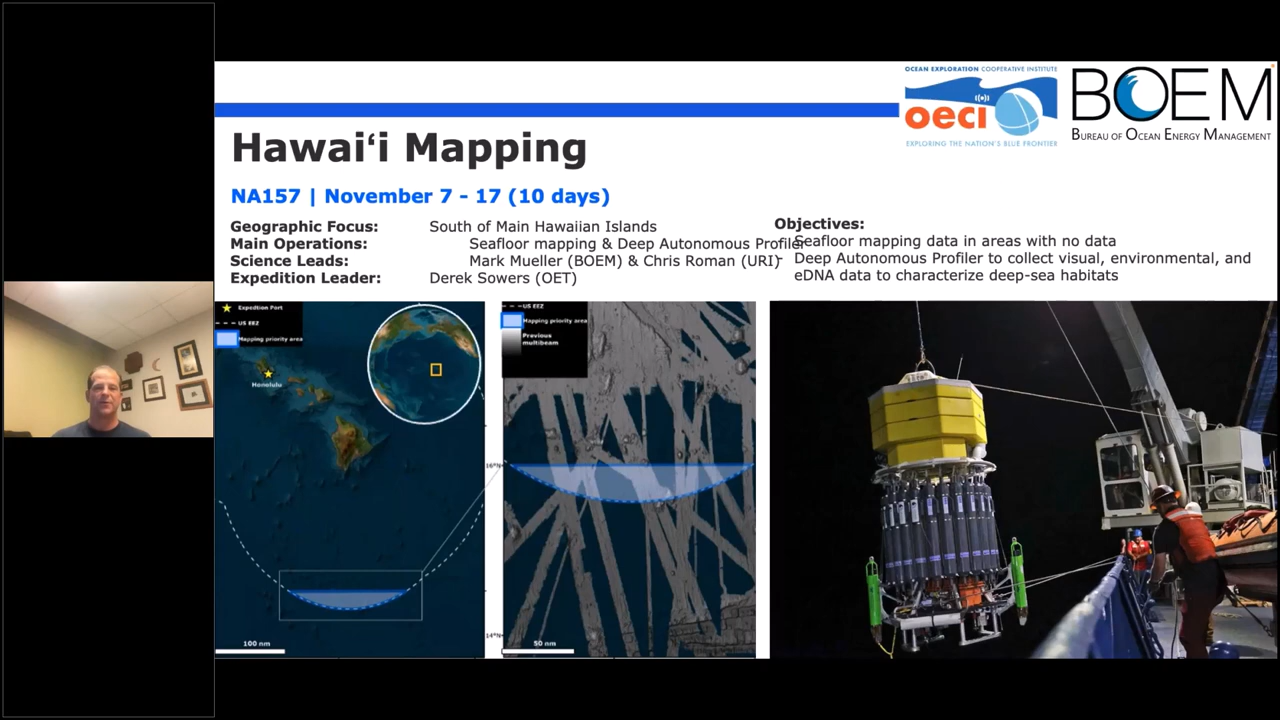 OCEAN EXPLORATION COOPERATIVE INSTITUTE
oeci
EXPLORING THE NATION'S BLUE FRONTIER
BOEM
BUREAU OF OCEAN ENERGY MANAGEMENT
Hawaiʻi Mapping
NA157 | November 7 - 17 (10 days)
Geographic Focus: South of Main Hawaiian Islands
Main Operations: Seafloor mapping & Deep Autonomous Profiler
Science Leads: Mark Mueller (BOEM) & Chris Roman (URI)
Expedition Leader: Derek Sowers (OET)
Objectives:
Seafloor mapping data in areas with no data
- Deep Autonomous Profiler to collect visual, environmental, and
eDNA data to characterize deep-sea habitats
Expedition Port
US EEZ
Mapping priority area
Honolulu
100 nm
US EEZ
Mapping priority area
Previous
multibeam
16°N
14°N
50 nm